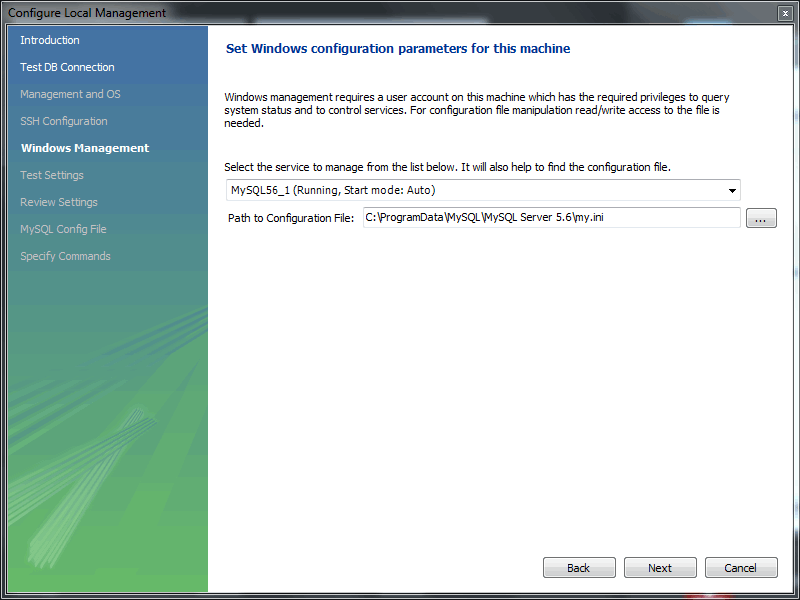 Configure Local Management
Introduction
Test DB Connection
Management and OS
SSH Configuration
Windows Management
Test Settings
Review Settings
MySQL Config File
Specify Commands
Set Windows configuration parameters for this machine
Windows management requires a user account on this machine which has the required privileges to query
system status and to control services. For configuration file manipulation read/write access to the file is
needed.
Select the service to manage from the list below. It will also help to find the configuration file.
MySQL56_1 (Running, Start mode: Auto)
Path to Configuration File: C:\ProgramData\MySQL\MySQL Server 5.6\my.ini ...
Back Next Cancel